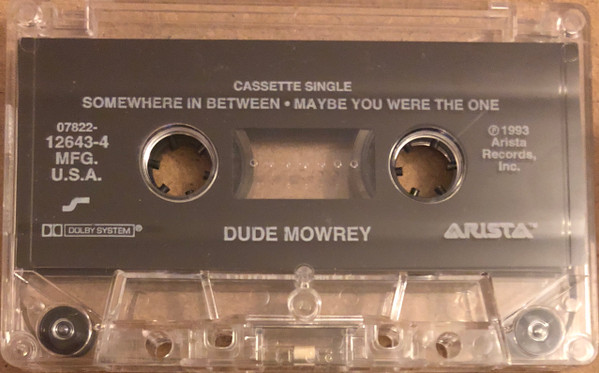 CASSETTE SINGLE
SOMEWHERE IN BETWEEN • MAYBE YOU WERE THE ONE
07822-
12643-4
MFG.
U.S.A.
℗ 1993
Arista
Records,
Inc.
DOLBY SYSTEM®
DUDE MOWREY
ARISTA™